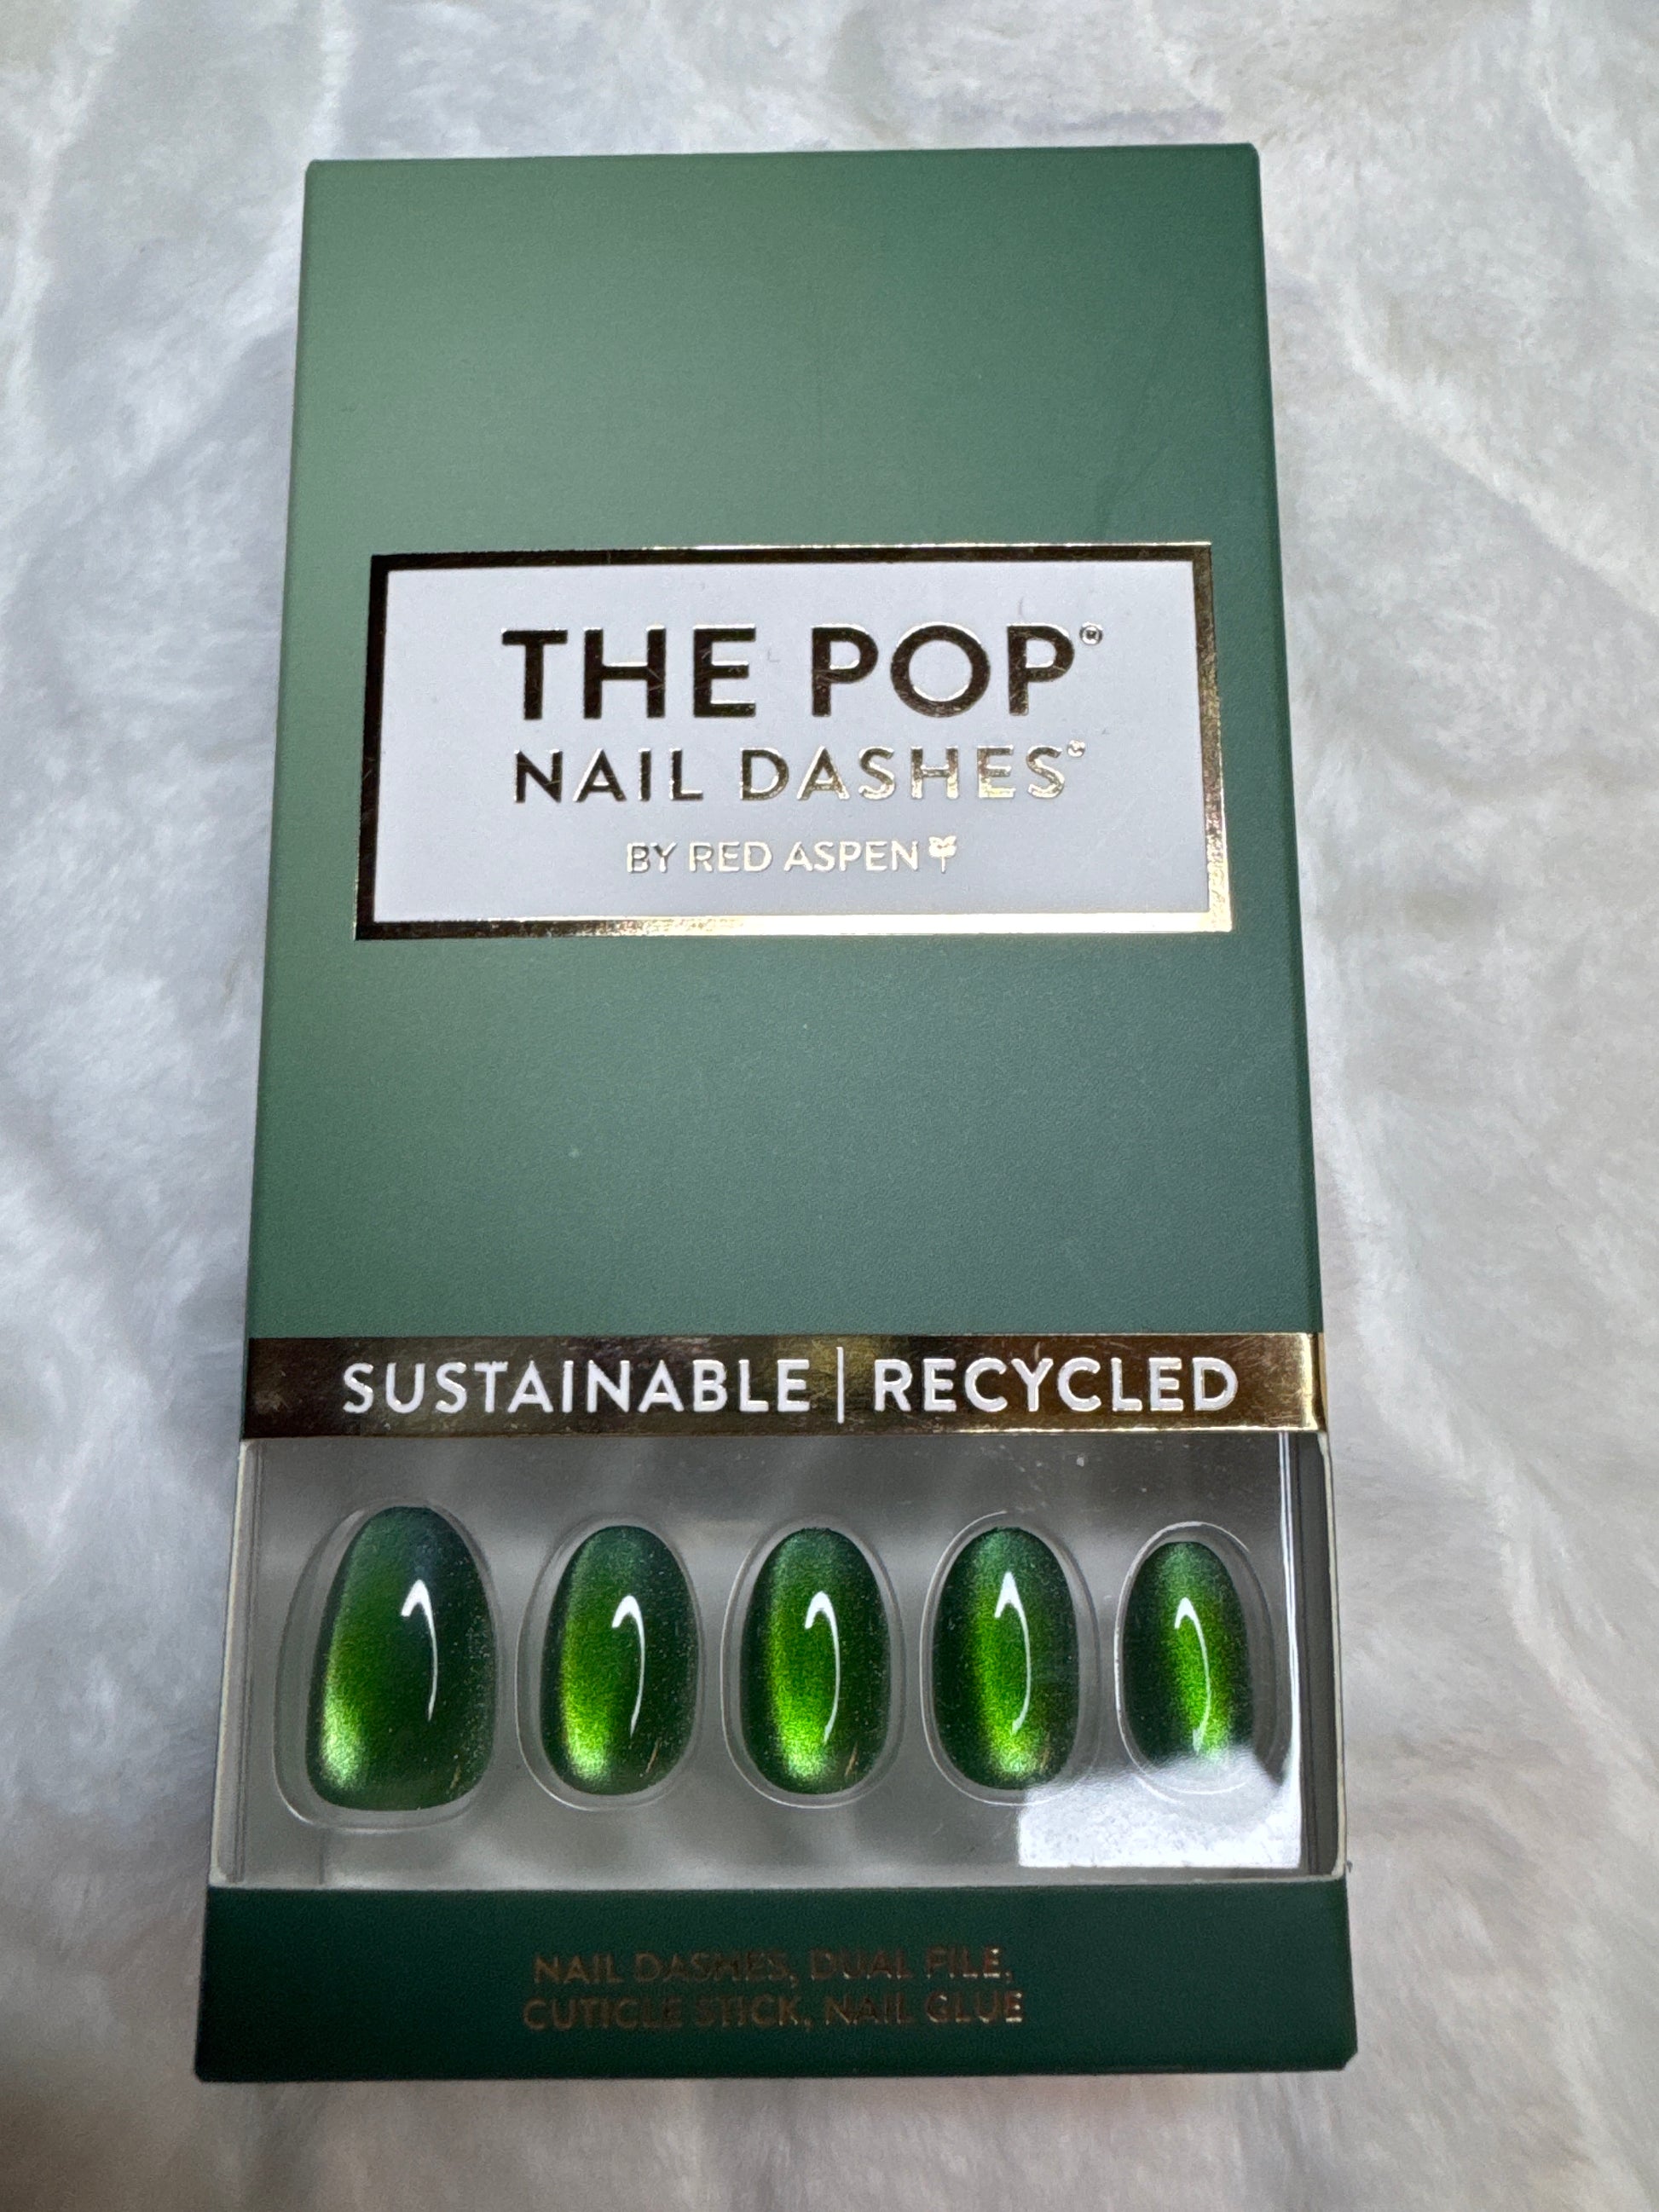 THE POP®
NAIL DASHES®
BY RED ASPEN
SUSTAINABLE | RECYCLED
NAIL DASHES, DUAL FILE,
CUTICLE STICK, NAIL GLUE